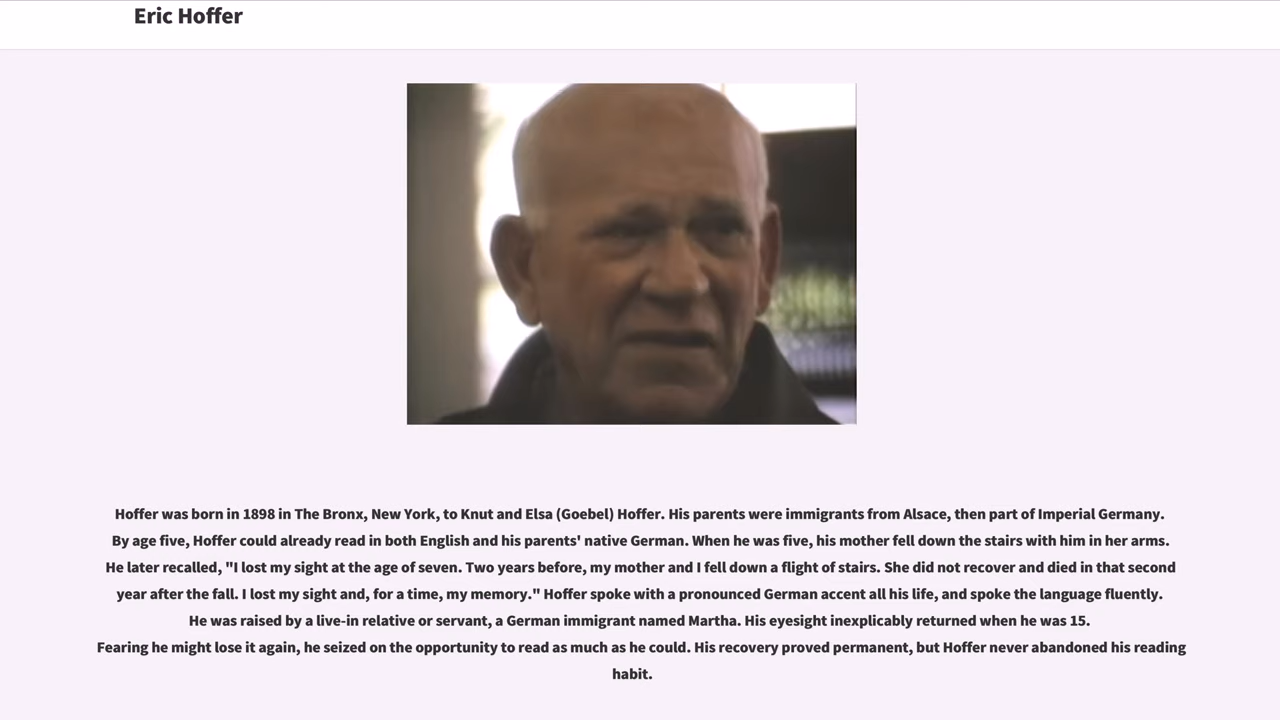 Eric Hoffer
Hoffer was born in 1898 in The Bronx, New York, to Knut and Elsa (Goebel) Hoffer. His parents were immigrants from Alsace, then part of Imperial Germany.
By age five, Hoffer could already read in both English and his parents' native German. When he was five, his mother fell down the stairs with him in her arms.
He later recalled, "I lost my sight at the age of seven. Two years before, my mother and I fell down a flight of stairs. She did not recover and died in that second
year after the fall. I lost my sight and, for a time, my memory." Hoffer spoke with a pronounced German accent all his life, and spoke the language fluently.
He was raised by a live-in relative or servant, a German immigrant named Martha. His eyesight inexplicably returned when he was 15.
Fearing he might lose it again, he seized on the opportunity to read as much as he could. His recovery proved permanent, but Hoffer never abandoned his reading
habit.